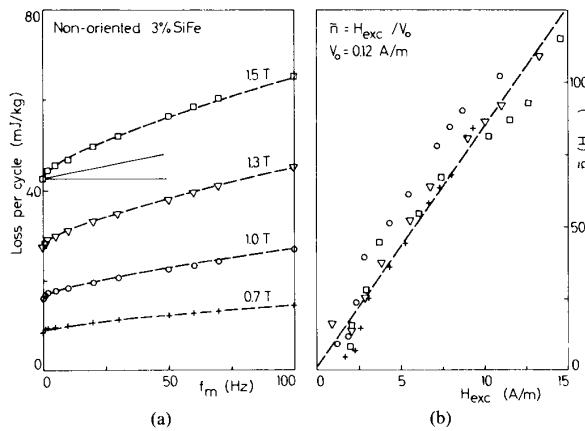 80
Non-oriented 3% SiFe
1.5 T
1.3 T
1.0 T
0.7 T
40
0
Loss per cycle (mJ/kg)
0
50
100
f_m (Hz)
(a)
n̄ = H_exc / V_o
V_o = 0.12 A/m
100
50
0
0
5
10
15
H_exc (A/m)
(b)